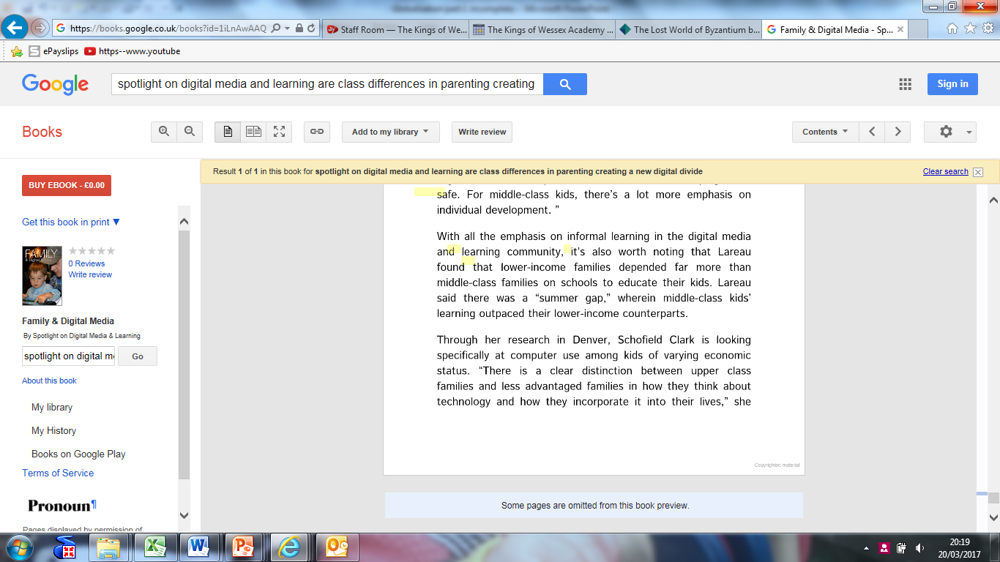 https://books.google.co.uk/books?id=1iLnAwAAQ
Staff Room — The Kings of We...
The Kings of Wessex Academy ...
The Lost World of Byzantium b...
Family & Digital Media - Sp...
ePayslips
https--www.youtube
Google
spotlight on digital media and learning are class differences in parenting creating
Sign in
Books
Add to my library
Write review
Contents
Result 1 of 1 in this book for spotlight on digital media and learning are class differences in parenting creating a new digital divide
Clear search
BUY EBOOK - £0.00
Get this book in print ▼
FAMILY
0 Reviews
Write review
Family & Digital Media
By Spotlight on Digital Media & Learning
spotlight on digital m
Go
About this book
My library
My History
Books on Google Play
Terms of Service
Pronoun¶
Pages displayed by permission of
safe. For middle-class kids, there's a lot more emphasis on
individual development. ”
With all the emphasis on informal learning in the digital media
and learning community, it's also worth noting that Lareau
found that lower-income families depended far more than
middle-class families on schools to educate their kids. Lareau
said there was a “summer gap,” wherein middle-class kids’
learning outpaced their lower-income counterparts.
Through her research in Denver, Schofield Clark is looking
specifically at computer use among kids of varying economic
status. “There is a clear distinction between upper class
families and less advantaged families in how they think about
technology and how they incorporate it into their lives,” she
Copyrighted material
Some pages are omitted from this book preview.
20:19
20/03/2017